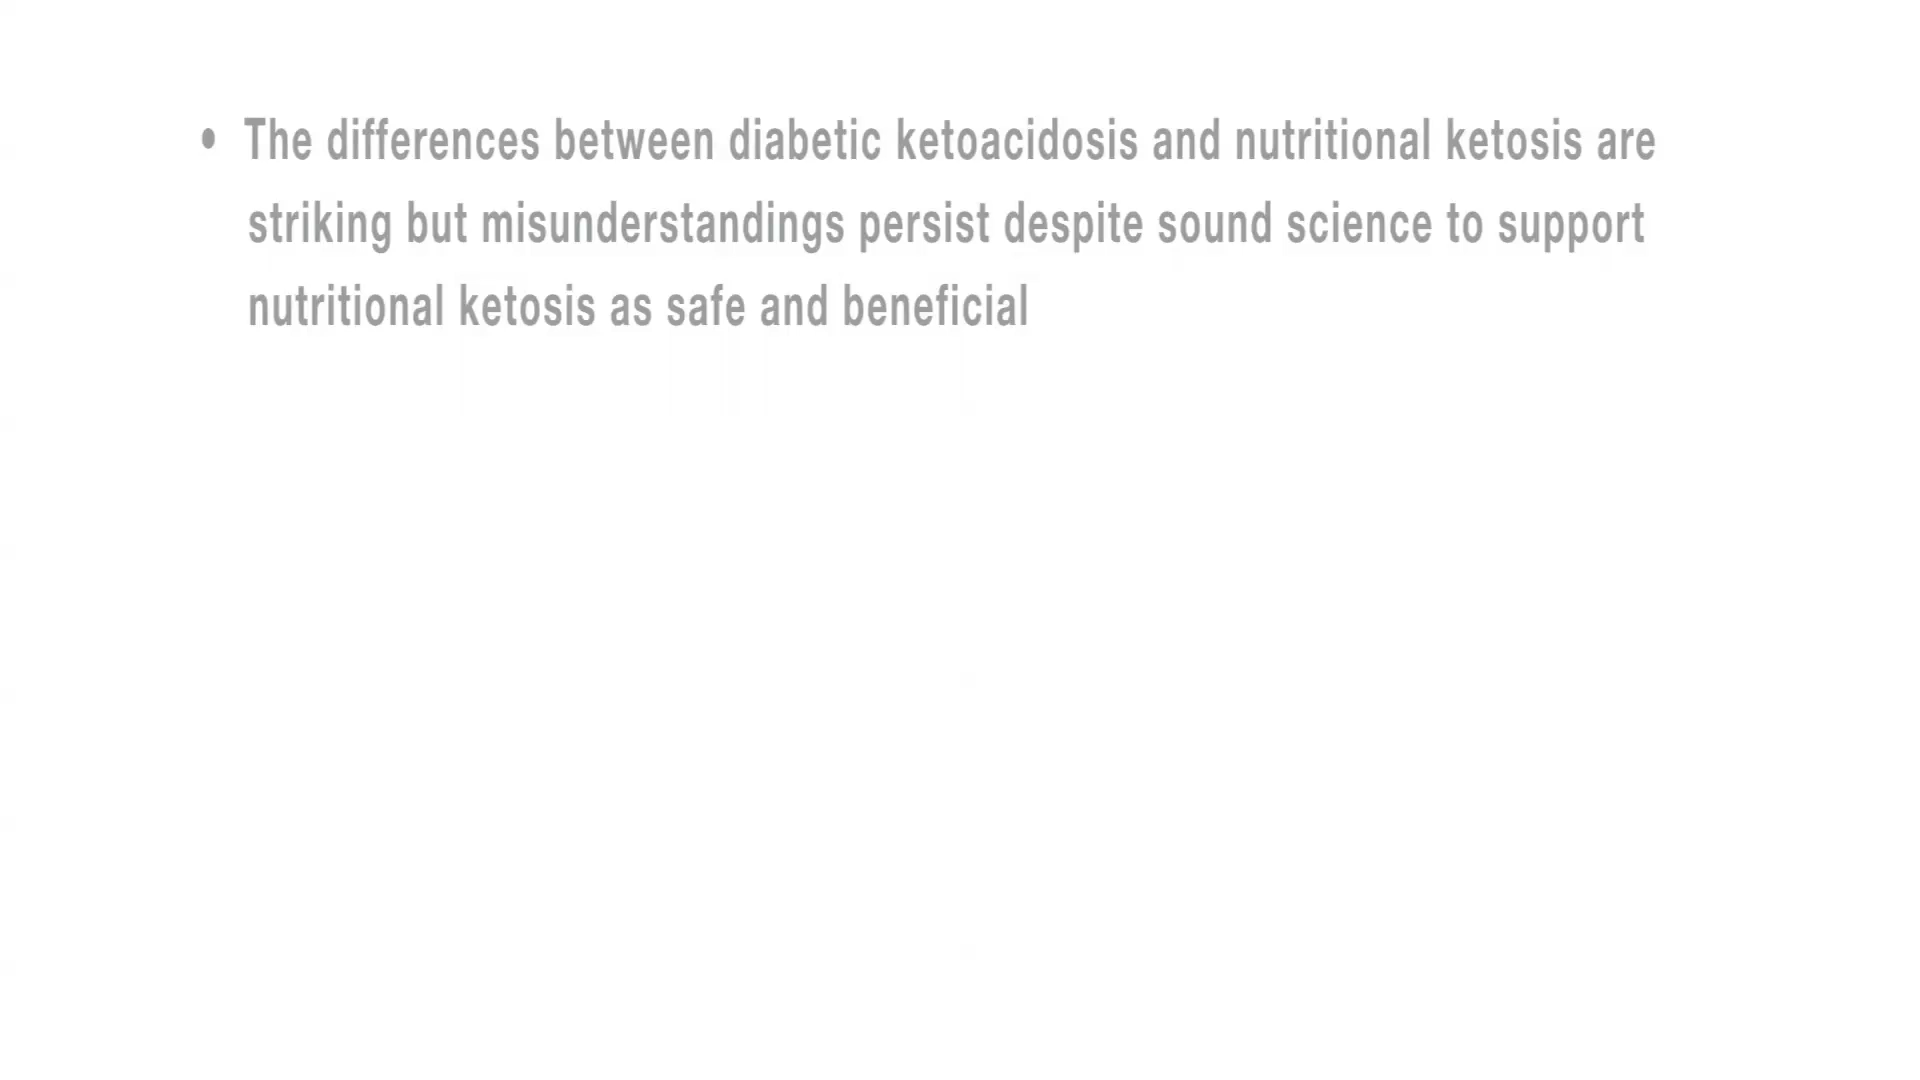 • The differences between diabetic ketoacidosis and nutritional ketosis are
striking but misunderstandings persist despite sound science to support
nutritional ketosis as safe and beneficial